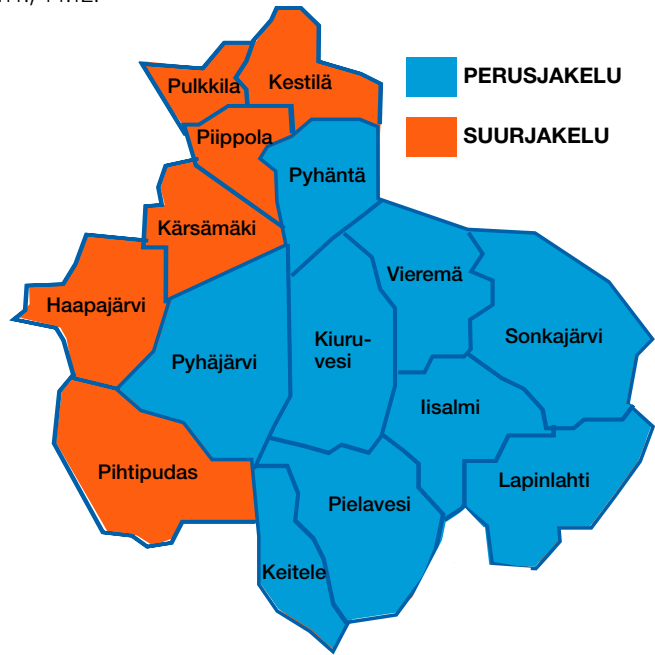 PERUSJAKELU
SUURJAKELU
Pulkkila
Kestilä
Piippola
Pyhäntä
Kärsämäki
Vieremä
Haapajärvi
Kiuru-
vesi
Sonkajärvi
Pyhäjärvi
Iisalmi
Pihtipudas
Lapinlahti
Pielavesi
Keitele